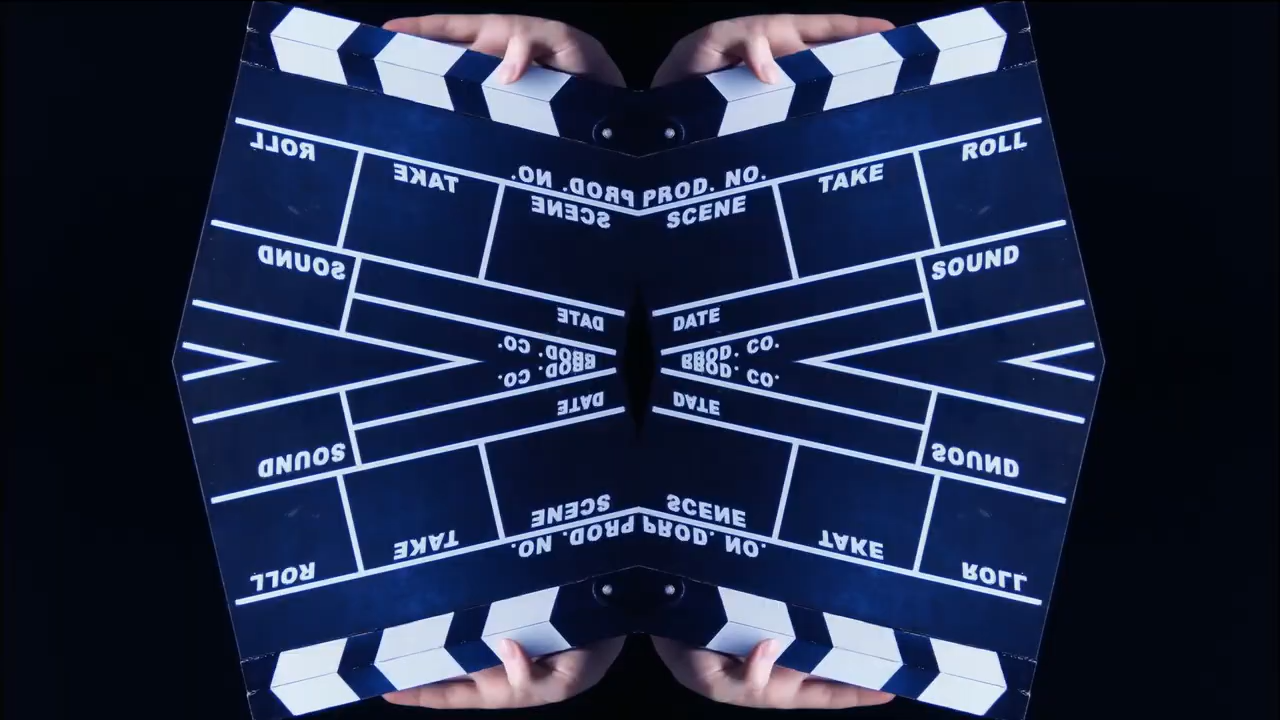 PROD. NO. PROD. NO.
ROLL TAKE SCENE SCENE TAKE ROLL
SOUND SOUND
DATE DATE
PROD. CO. PROD. CO.
PROD. CO. PROD. CO.
DATE DATE
SOUND SOUND
ROLL TAKE SCENE SCENE TAKE ROLL
PROD. NO. PROD. NO.